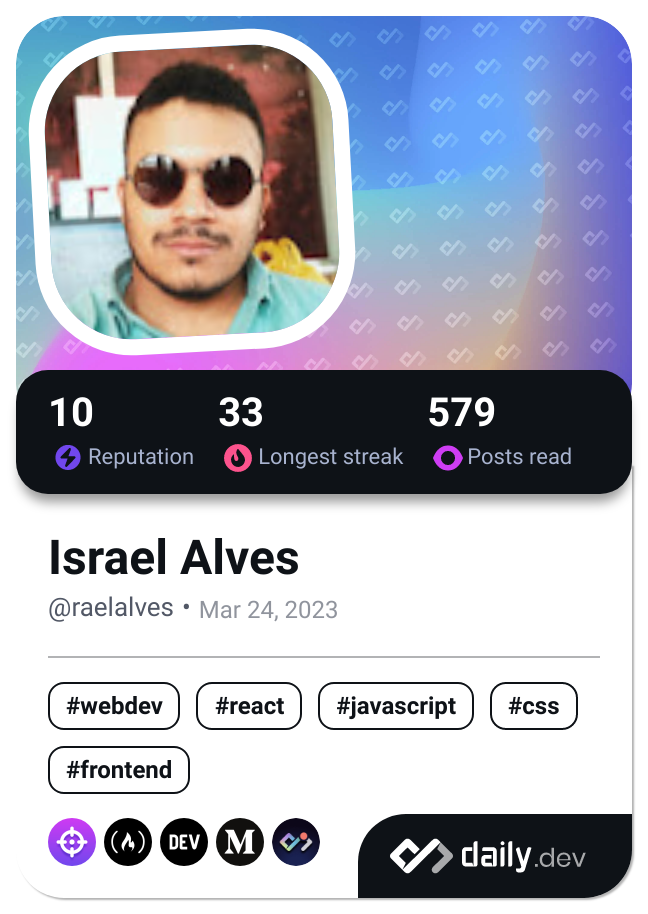 10 33 579
Reputation Longest streak Posts read
Israel Alves
@raelalves • Mar 24, 2023
#webdev #react #javascript #css
#frontend
DEV M
daily.dev